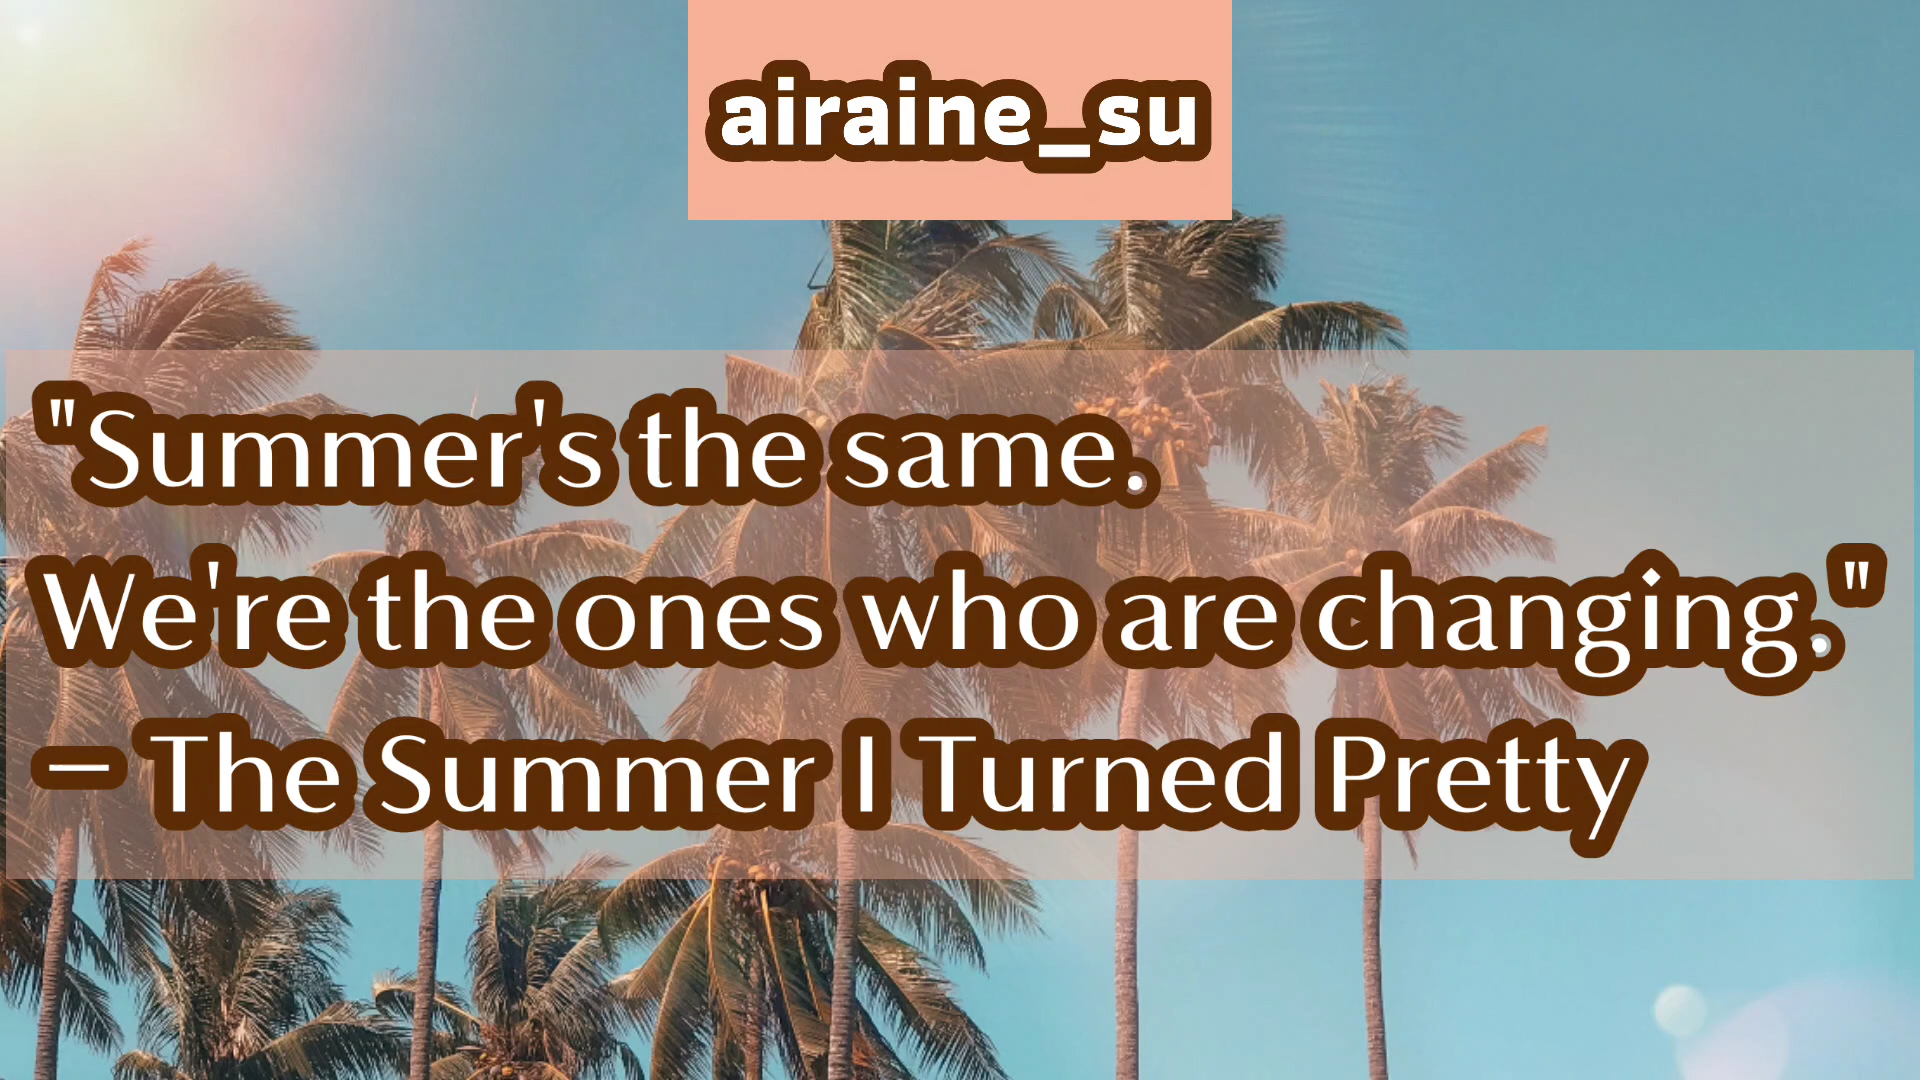 airaine_su
"Summer's the same.
We're the ones who are changing."
– The Summer I Turned Pretty